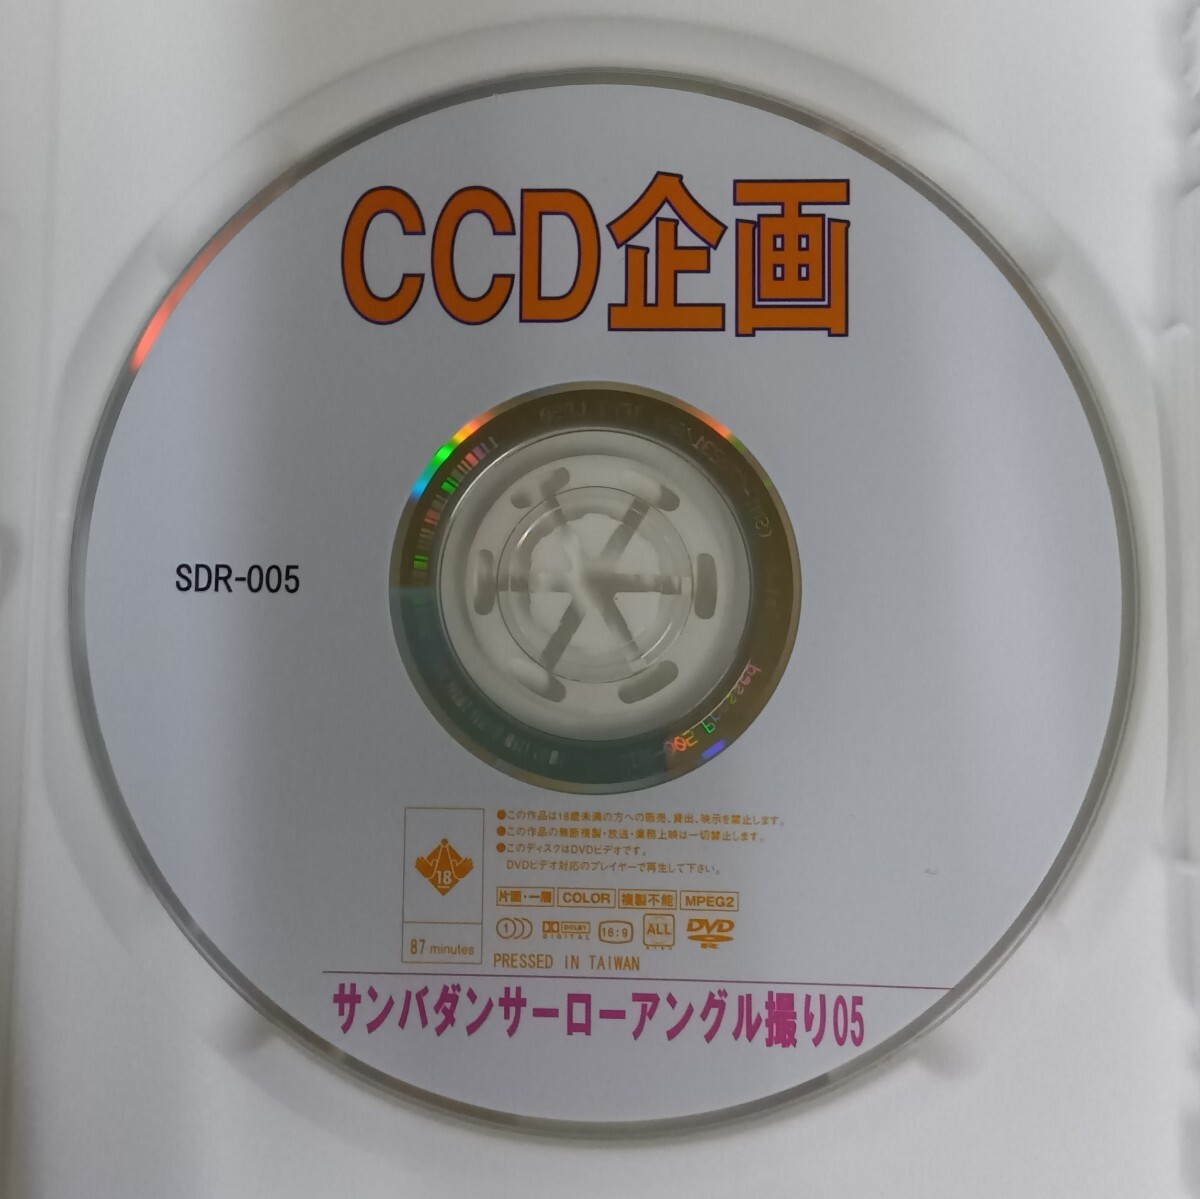 CCD企画
SDR-005
●この作品は18歳未満の方への販売、貸出、映示を禁止します。
●この作品の無断複製・放送・業務上映は一切禁止します。
●このディスクはDVDビデオです。
DVDビデオ対応のプレイヤーで再生して下さい。
18
片面・一層 COLOR 複製不能 MPEG2
1 DOLBY DIGITAL 16:9 ALL DVD R
87 minutes
PRESSED IN TAIWAN
サンバダンサーローアングル撮り05